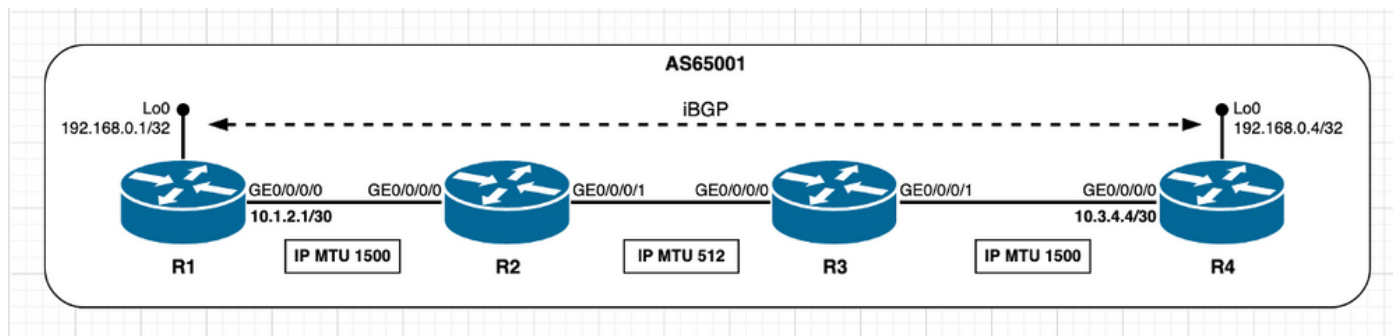 AS65001
iBGP
Lo0
192.168.0.1/32
Lo0
192.168.0.4/32
GE0/0/0/0
GE0/0/0/0
GE0/0/0/1
GE0/0/0/0
GE0/0/0/1
GE0/0/0/0
10.1.2.1/30
10.3.4.4/30
IP MTU 1500
IP MTU 512
IP MTU 1500
R1
R2
R3
R4